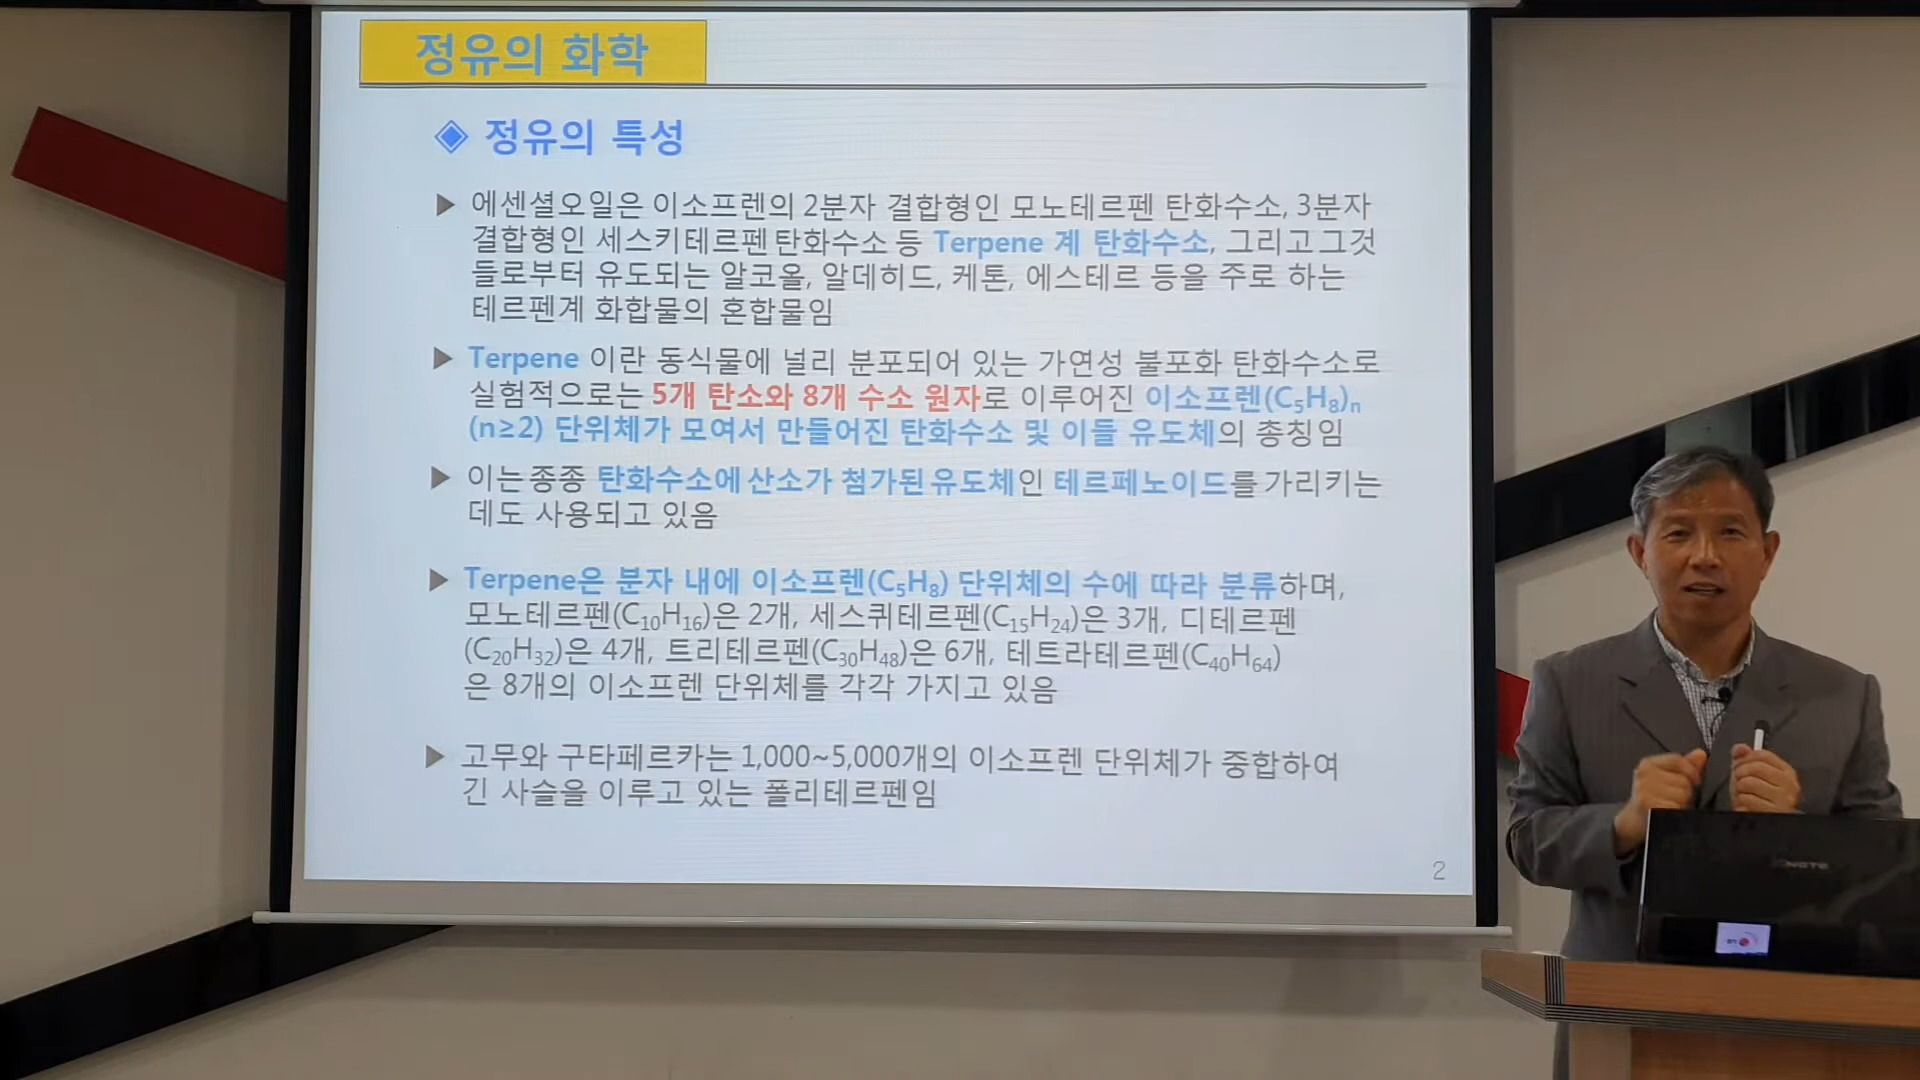 정유의 화학
◈ 정유의 특성
▶ 에센셜오일은 이소프렌의 2분자 결합형인 모노테르펜 탄화수소, 3분자
결합형인 세스키테르펜 탄화수소 등 Terpene 계 탄화수소, 그리고 그것
들로부터 유도되는 알코올, 알데히드, 케톤, 에스테르 등을 주로 하는
테르펜계 화합물의 혼합물임
▶ Terpene 이란 동식물에 널리 분포되어 있는 가연성 불포화 탄화수소로
실험적으로는 5개 탄소와 8개 수소 원자로 이루어진 이소프렌(C₅H₈)ₙ
(n≥2) 단위체가 모여서 만들어진 탄화수소 및 이들 유도체의 총칭임
▶ 이는 종종 탄화수소에 산소가 첨가된 유도체인 테르페노이드를 가리키는
데도 사용되고 있음
▶ Terpene은 분자 내에 이소프렌(C₅H₈) 단위체의 수에 따라 분류하며,
모노테르펜(C₁₀H₁₆)은 2개, 세스퀴테르펜(C₁₅H₂₄)은 3개, 디테르펜
(C₂₀H₃₂)은 4개, 트리테르펜(C₃₀H₄₈)은 6개, 테트라테르펜(C₄₀H₆₄)
은 8개의 이소프렌 단위체를 각각 가지고 있음
▶ 고무와 구타페르카는 1,000~5,000개의 이소프렌 단위체가 중합하여
긴 사슬을 이루고 있는 폴리테르펜임
2